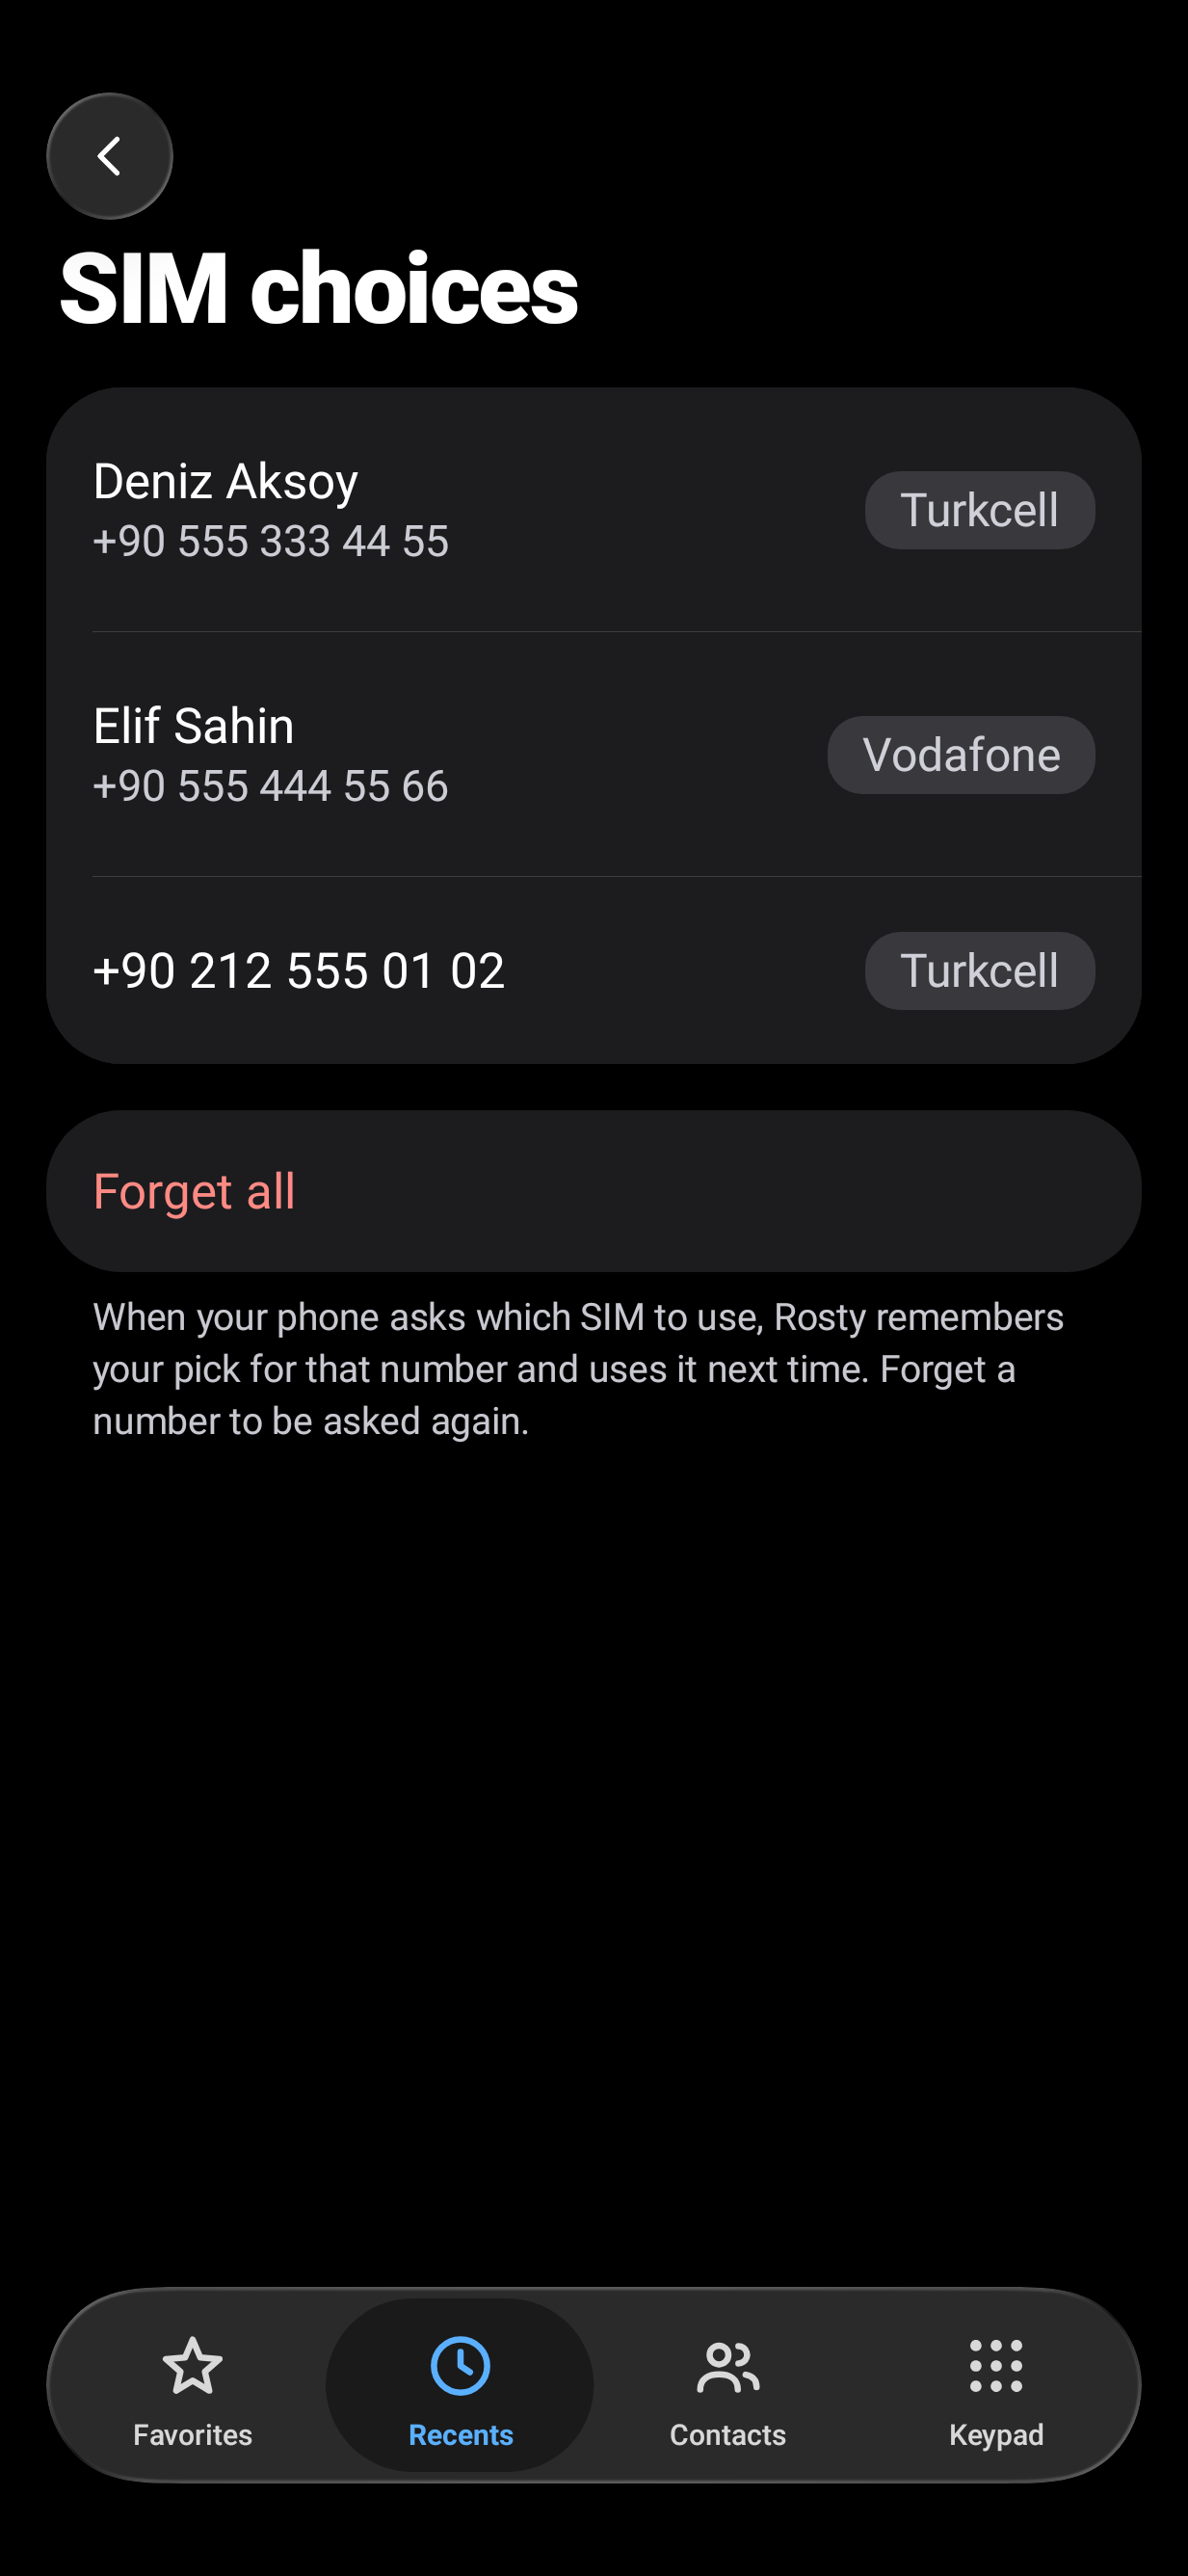 SIM choices
Deniz Aksoy
+90 555 333 44 55
Turkcell
Elif Sahin
+90 555 444 55 66
Vodafone
+90 212 555 01 02
Turkcell
Forget all
When your phone asks which SIM to use, Rosty remembers
your pick for that number and uses it next time. Forget a
number to be asked again.
Favorites
Recents
Contacts
Keypad